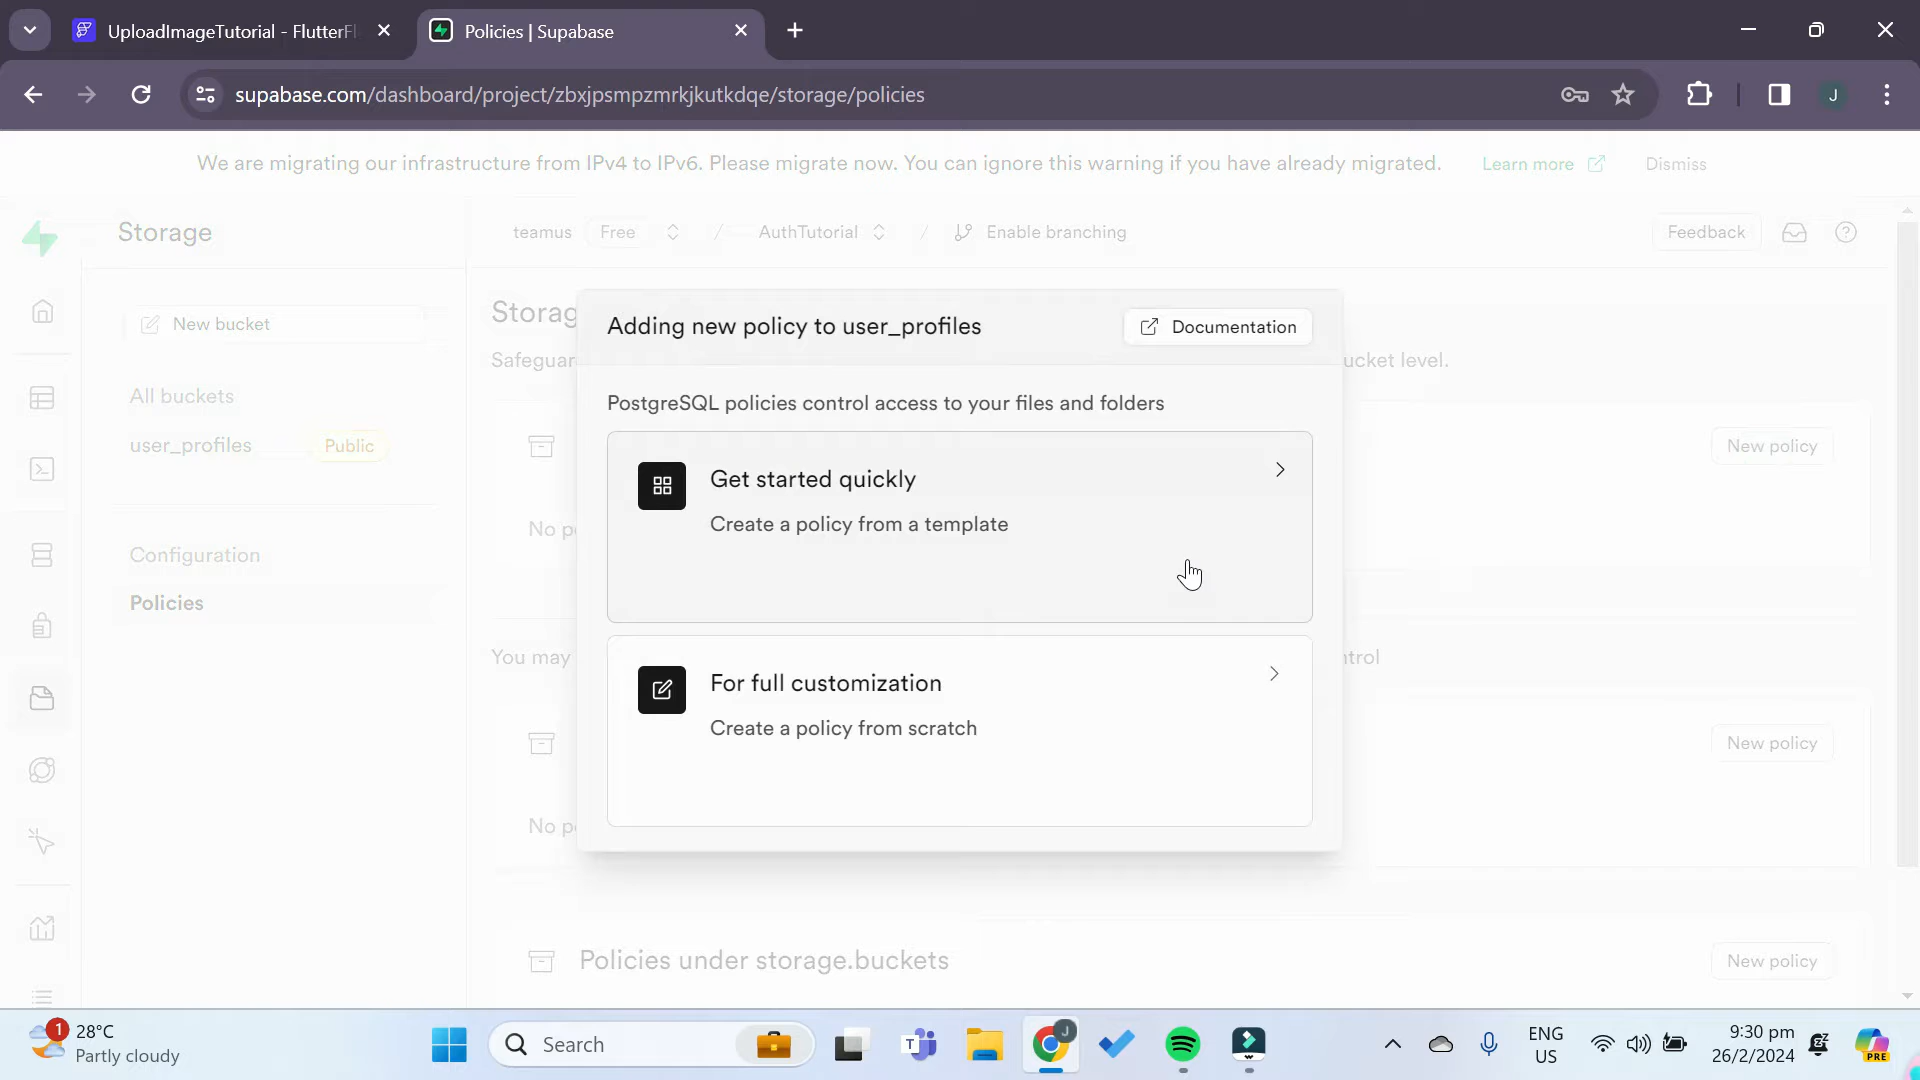 UploadImageTutorial - FlutterFl
Policies | Supabase
supabase.com/dashboard/project/zbxjpsmpzmrkjkutkdqe/storage/policies
J
We are migrating our infrastructure from IPv4 to IPv6. Please migrate now. You can ignore this warning if you have already migrated.
Learn more
Dismiss
Storage
teamus Free / AuthTutorial / Enable branching
Feedback
New bucket
All buckets
user_profiles Public
Configuration
Policies
Storag
Safeguar
ucket level.
New policy
No po
You may
ntrol
New policy
No po
Policies under storage.buckets
New policy
Adding new policy to user_profiles
Documentation
PostgreSQL policies control access to your files and folders
Get started quickly
Create a policy from a template
For full customization
Create a policy from scratch
1
28°C
Partly cloudy
Search
J
T
ENG
US
9:30 pm
26/2/2024
PRE